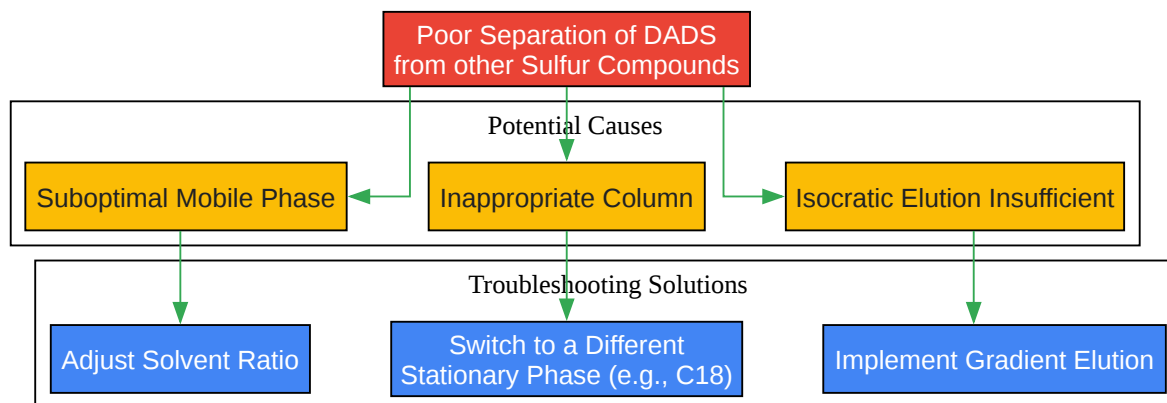 Poor Separation of DADS
from other Sulfur Compounds
Potential Causes
Suboptimal Mobile Phase
Inappropriate Column
Isocratic Elution Insufficient
Troubleshooting Solutions
Adjust Solvent Ratio
Switch to a Different
Stationary Phase (e.g., C18)
Implement Gradient Elution